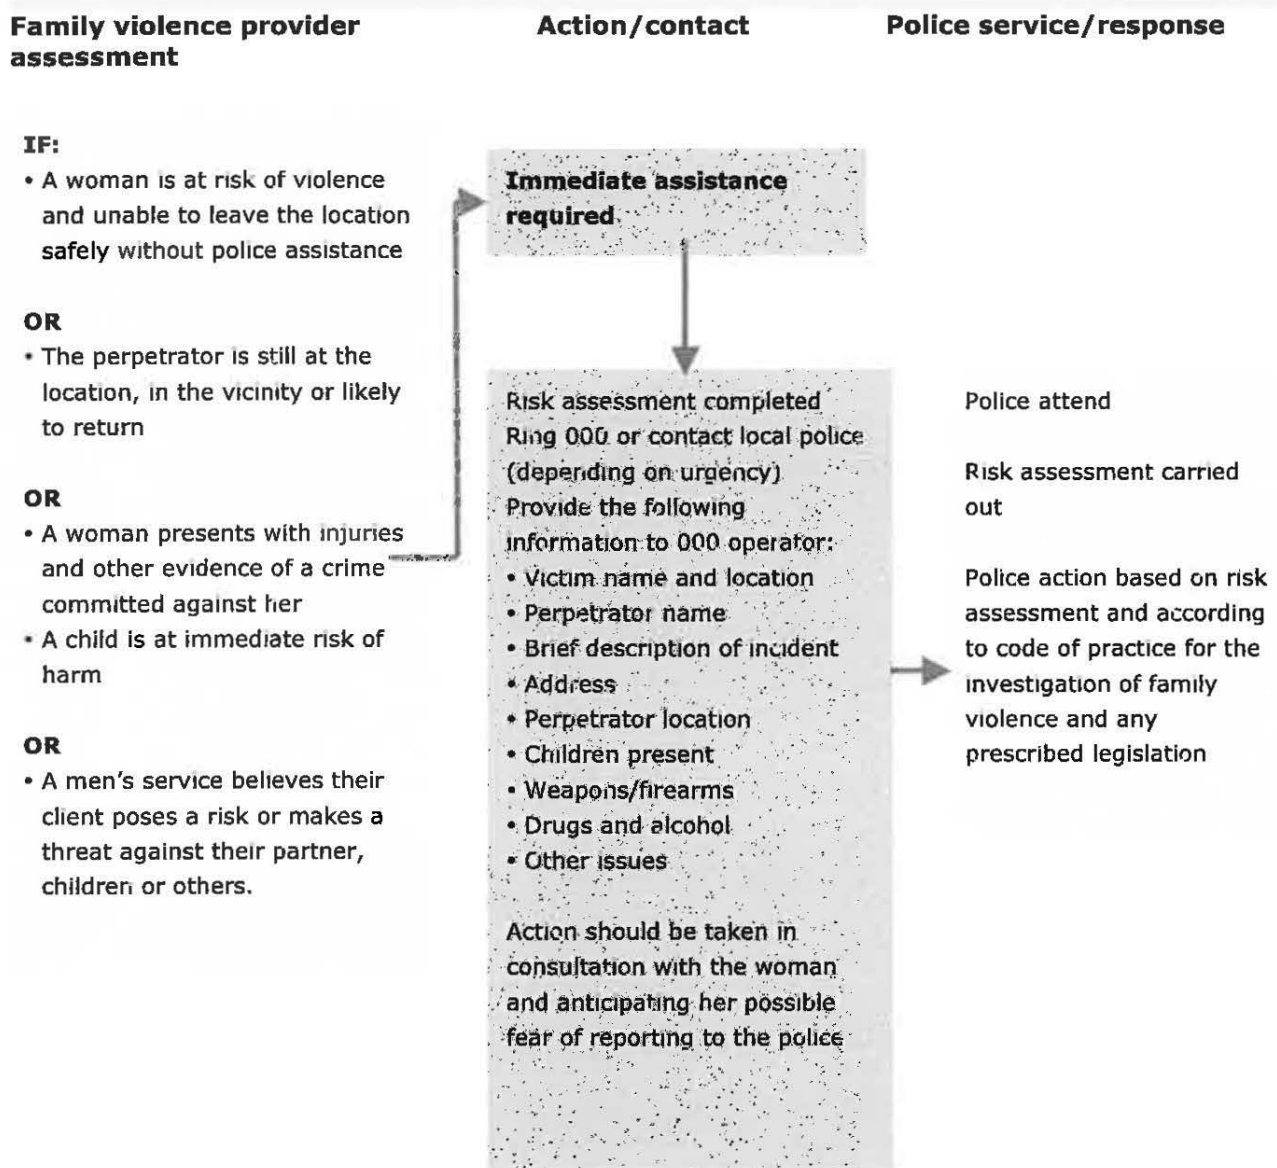 Family violence provider
assessment
Action/contact
Police service/response
IF:
• A woman is at risk of violence
and unable to leave the location
safely without police assistance
OR
• The perpetrator is still at the
location, in the vicinity or likely
to return
OR
• A woman presents with injuries
and other evidence of a crime
committed against her
• A child is at immediate risk of
harm
OR
• A men's service believes their
client poses a risk or makes a
threat against their partner,
children or others.
Immediate assistance
required
Risk assessment completed
Ring 000 or contact local police
(depending on urgency)
Provide the following
information to 000 operator:
• Victim name and location
• Perpetrator name
• Brief description of incident
• Address
• Perpetrator location
• Children present
• Weapons/firearms
• Drugs and alcohol
• Other issues
Action should be taken in
consultation with the woman
and anticipating her possible
fear of reporting to the police
Police attend
Risk assessment carried
out
Police action based on risk
assessment and according
to code of practice for the
investigation of family
violence and any
prescribed legislation